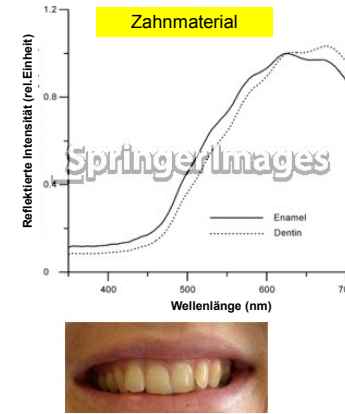 Zahnmaterial
1.2
0.8
SpringerImages
0.4
0
Enamel
Dentin
400
500
600
Wellenlänge (nm)
Reflektierte Intensität (rel.Einheit)